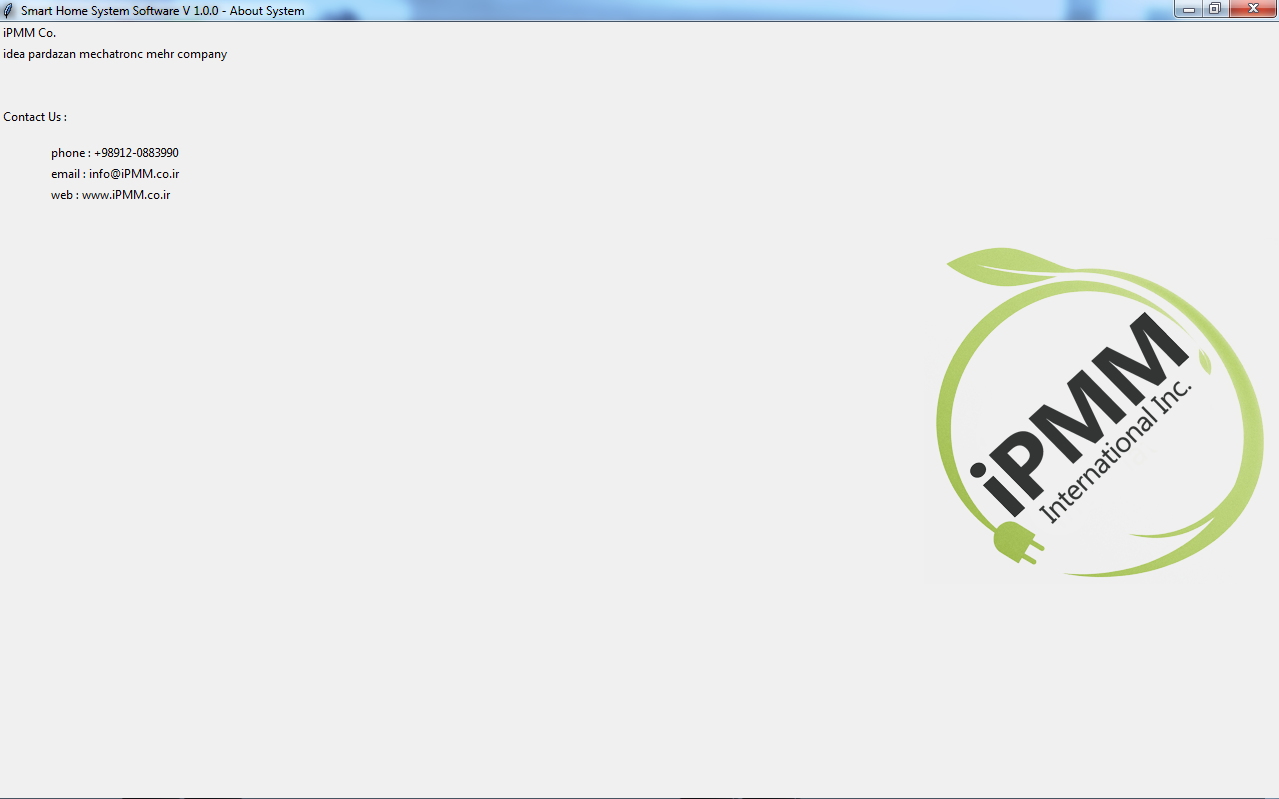 Smart Home System Software V 1.0.0 - About System
iPMM Co.
idea pardazan mechatronc mehr company
Contact Us :
phone : +98912-0883990
email : info@iPMM.co.ir
web : www.iPMM.co.ir
iPMM
International Inc.